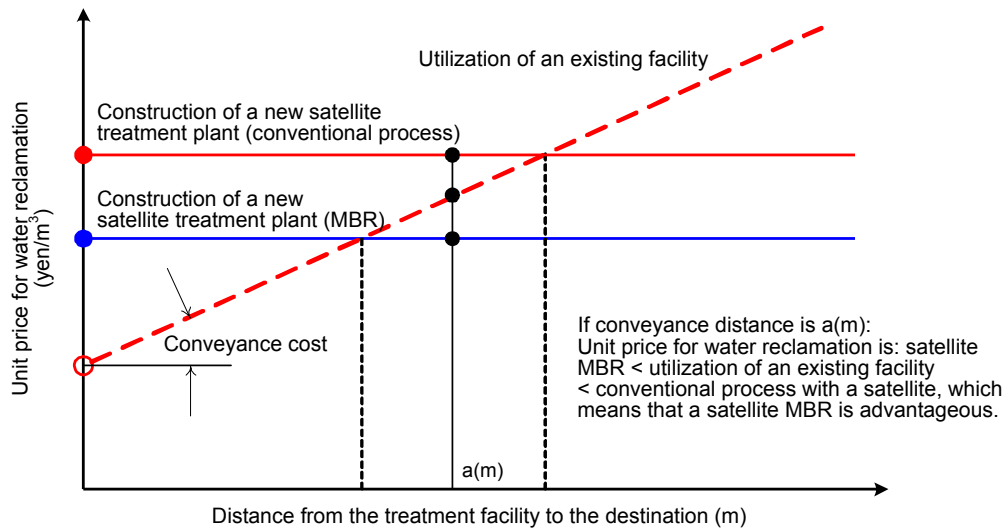 Utilization of an existing facility
Construction of a new satellite
treatment plant (conventional process)
Construction of a new
satellite treatment plant (MBR)
Unit price for water reclamation
(yen/m³)
Conveyance cost
If conveyance distance is a(m):
Unit price for water reclamation is: satellite
MBR < utilization of an existing facility
< conventional process with a satellite, which
means that a satellite MBR is advantageous.
a(m)
Distance from the treatment facility to the destination (m)